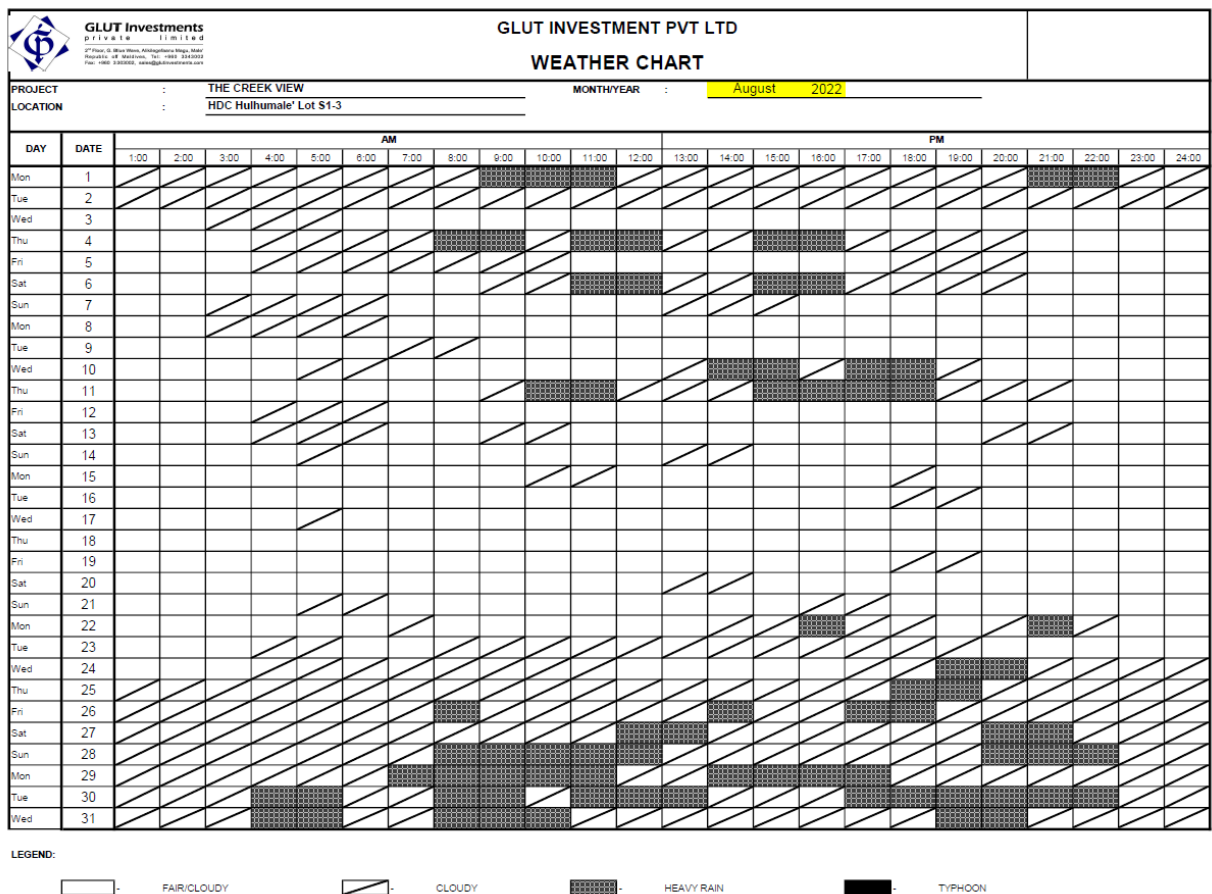 GLUT Investments
private limited
GLUT INVESTMENT PVT LTD
WEATHER CHART
PROJECT : THE CREEK VIEW MONTH/YEAR : August 2022
LOCATION : HDC Hulhumale' Lot S1-3
DAY DATE AM PM
1:00 2:00 3:00 4:00 5:00 6:00 7:00 8:00 9:00 10:00 11:00 12:00 13:00 14:00 15:00 16:00 17:00 18:00 19:00 20:00 21:00 22:00 23:00 24:00
Mon 1
Tue 2
Wed 3
Thu 4
Fri 5
Sat 6
Sun 7
Mon 8
Tue 9
Wed 10
Thu 11
Fri 12
Sat 13
Sun 14
Mon 15
Tue 16
Wed 17
Thu 18
Fri 19
Sat 20
Sun 21
Mon 22
Tue 23
Wed 24
Thu 25
Fri 26
Sat 27
Sun 28
Mon 29
Tue 30
Wed 31
LEGEND:
- FAIR/CLOUDY - CLOUDY - HEAVY RAIN - TYPHOON